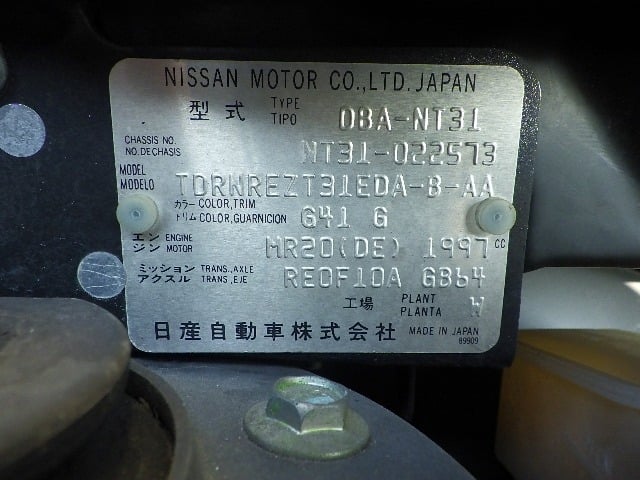 NISSAN MOTOR CO.,LTD. JAPAN
型式 TYPE TIPO DBA-NT31
CHASSIS NO. NO. DE CHASIS NT31-022573
MODEL MODELO TDRNREZT31EDA-B-AA
カラー COLOR,TRIM
トリム COLOR,GUARNICION G41 G
エンジン ENGINE MOTOR MR20(DE) 1997 CC
ミッション TRANS.,AXLE
アクスル TRANS.,EJE RE0F10A GB64
工場 PLANT PLANTA W
日産自動車株式会社 MADE IN JAPAN
89909